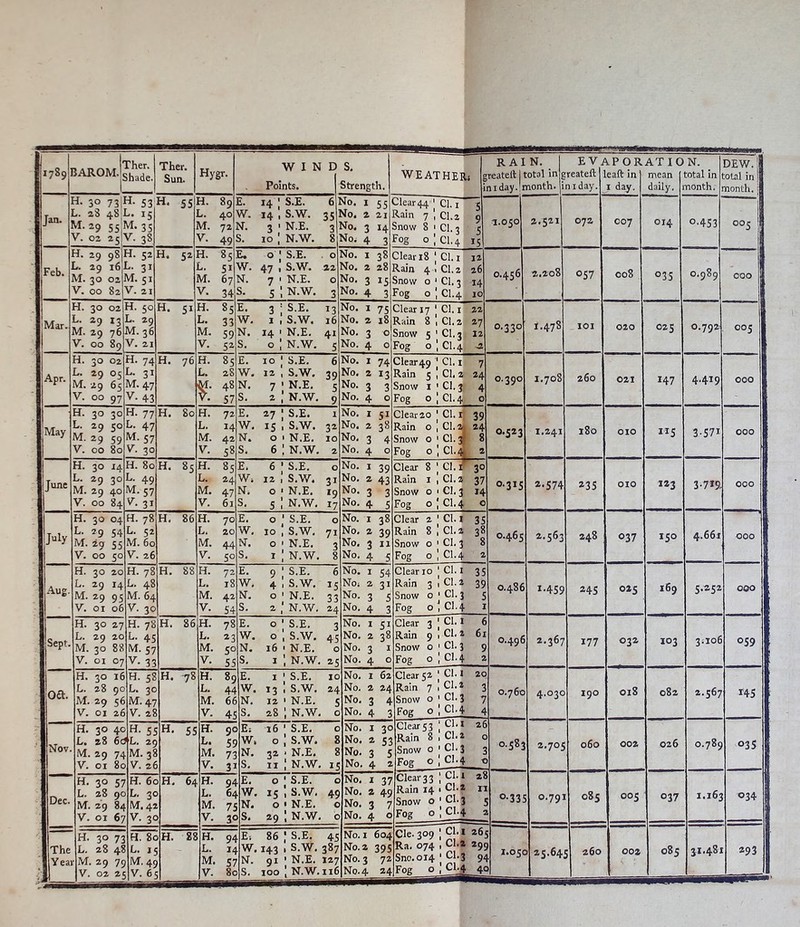 1789 BAROM. Ther. Shade. Ther. Sun. Hygr. WINDS. Points. Strength. WEATHER. RAIN. greatest in 1 day. total in month. EVAPORATION. greatest in 1 day. least in 1 day. mean daily. total in month. DEW. total in month.
Jan. H. 30 73 H. 53 H. 55 H. 89 E. 14 S.E. 6 No. 1 55 Clear 44 Cl. 1 5
L. 28 48 L. 15 L. 40 W. 14 S.W. 35 No. 2 21 Rain 7 Cl. 2 9 1.050 2.521 072 007 014 0.453 005
M. 29 55 M. 35 M. 72 N. 3 N.E. 3 No. 3 14 Snow 8 Cl. 3 5
V. 02 25 V. 38 V. 49 S. 10 N.W. 8 No. 4 3 Fog 0 Cl. 4 15
Feb. H. 29 98 H. 52 H. 52 H. 85 E. 0 S.E. 0 No. 1 38 Clear 18 Cl. 1 12
L. 29 16 L. 31 L. 51 W. 47 S.W. 22 No. 2 28 Rain 4 Cl. 2 26 0.456 2.208 057 008 035 0.989 000
M. 30 02 M. 51 M. 67 N. 7 N.E. 0 No. 3 15 Snow 0 Cl. 3 14
V. 00 82 V. 21 V. 34 S. 5 N.W. 3 No. 4 3 Fog 0 Cl. 4 10
Mar. H. 30 02 H. 50 H. 51 H. 85 E. 3 S.E. 13 No. 1 75 Clear 17 Cl. 1 22
L. 29 13 L. 29 L. 33 W. 1 S.W. 16 No. 2 18 Rain 8 Cl. 2 27 0.330 1.478 101 020 025 0.792 005
M. 29 76 M. 36 M. 59 N. 14 N.E. 41 No. 3 0 Snow 5 Cl. 3 12
V. 00 89 V. 21 V. 52 S. 0 N.W. 5 No. 4 0 Fog 0 Cl. 4 2
Apr. H. 30 02 H. 74 H. 76 H. 85 E. 10 S.E. 6 No. 1 74 Clear 49 Cl. 1 7
L. 29 05 L. 31 L. 28 W. 12 S.W. 39 No. 2 13 Rain 5 Cl. 2 24 0.390 1.708 260 021 147 4.419 000
M. 29 65 M. 47 M. 48 N. 7 N.E. 5 No. 3 3 Snow 1 Cl. 3 4
V. 00 97 V. 43 V. 57 S. 2 N.W. 9 No. 4 0 Fog 0 Cl. 4 0
May H. 30 30 H. 77 H. 80 H. 72 E. 27 S.E. 1 No. 1 51 Clear 20 Cl. 1 39
L. 29 50 L. 47 L. 14 W. 15 S.W. 32 No. 2 38 Rain 0 Cl. 2 24 0.523 1.241 180 010 115 3.571 000
M. 29 59 M. 57 M. 42 N. 0 N.E. 10 No. 3 4 Snow 0 Cl. 3 8
V. 00 80 V. 30 V. 58 S. 6 N.W. 2 No. 4 0 Fog 0 Cl. 4 2
June H. 30 14 H. 80 H. 85 H. 85 E. 6 S.E. 0 No. 1 39 Clear 8 Cl. 1 30
L. 29 30 L. 49 L. 24 W. 12 S.W. 31 No. 2 43 Rain 1 Cl. 2 37 0.315 2.574 235 010 123 3.719 000
M. 29 40 M. 57 M. 47 N. 0 N.E. 19 No. 3 3 Snow 0 Cl. 3 14
V. 00 84 V. 31 V. 61 S. 5 N.W. 17 No. 4 5 Fog 0 Cl. 4 0
July H. 30 04 H. 78 H. 86 H. 70 E. 0 S.E. 0 No. 1 38 Clear 2 Cl. 1 35
L. 29 54 L. 52 L. 20 W. 10 S.W. 71 No. 2 39 Rain 8 Cl. 2 38 0.465 2.563 248 037 150 4.661 000
M. 29 55 M. 60 M. 44 N. 0 N.E. 3 No. 3 11 Snow 0 Cl. 3 8
V. 00 50 V. 26 V. 50 S. 1 N.W. 8 No. 4 5 Fog 0 Cl. 4 2
Aug. H. 30 20 H. 78 H. 88 H. 72 E. 9 S.E. 6 No. 1 54 Clear 10 Cl. 1 35
L. 29 14 L. 48 L. 18 W. 4 S.W. 15 No. 2 31 Rain 3 Cl. 2 39 0.486 1.459 245 025 169 5.252 000
M. 29 95 M. 64 M. 42 N. 0 N.E. 33 No. 3 5 Snow 0 Cl. 3 5
V. 01 06 V. 30 V. 54 S. 2 N.W. 24 No. 4 3 Fog 0 Cl. 4 1
Sept. H. 30 27 H. 78 H. 86 H. 78 E. 0 S.E. 3 No. 1 51 Clear 3 Cl. 1 6
L. 29 20 L. 45 L. 23 W. 0 S.W. 45 No. 2 38 Rain 9 Cl. 2 61 0.496 2.367 177 032 103 3.106 059
M. 30 88 M. 57 M. 50 N. 16 N.E. 0 No. 3 1 Snow 0 Cl. 3 9
V. 01 07 V. 33 V. 55 S. 1 N.W. 25 No. 4 0 Fog 0 Cl. 4 2
Oct. H. 30 16 H. 58 H. 78 H. 89 E. 1 S.E. 10 No. 1 62 Clear 52 Cl. 1 20
L. 28 90 L. 30 L. 44 W. 13 S.W. 24 No. 2 24 Rain 7 Cl. 2 3 0.760 4.030 190 018 082 2.567 145
M. 29 56 M. 47 M. 66 N. 12 N.E. 5 No. 3 4 Snow 0 Cl. 3 7
V. 01 26 V. 28 V. 45 S. 28 N.W. 0 No. 4 3 Fog 0 Cl. 4 4
Nov. H. 30 40 H. 55 H. 55 H. 90 E. 16 S.E. 0 No. 1 30 Clear 53 Cl. 1 26
L. 28 60 L. 29 L. 59 W. 0 S.W. 8 No. 2 53 Rain 8 Cl. 2 0 0.583 2.705 060 002 026 0.789 035
M. 29 74 M. 38 M. 73 N. 32 N.E. 8 No. 3 5 Snow 0 Cl. 3 3
V. 01 80 V. 26 V. 31 S. 11 N.W. 15 No. 4 2 Fog 0 Cl. 4 0
Dec. H. 30 57 H. 60 H. 64 H. 94 E. 0 S.E. 0 No. 1 37 Clear 33 Cl. 1 28
L. 28 90 L. 30 L. 64 W. 15 S.W. 49 No. 2 49 Rain 14 Cl. 2 11 0.335 0.791 085 005 037 1.163 034
M. 29 84 M. 42 M. 75 N. 0 N.E. 0 No. 3 7 Snow 0 Cl. 3 5
V. 01 67 V. 30 V. 30 S. 29 N.W. 0 No. 4 0 Fog 0 Cl. 4 2
The Year H. 30 73 H. 80 H. 88 H. 94 E. 86 S.E. 45 No. 1 604 Cle. 309 Cl. 1 265
L. 28 48 L. 15 L. 14 W. 143 S.W. 387 No. 2 395 Ra. 074 Cl. 2 299 1.050 25.645 260 002 085 31.481 293
M. 29 79 M. 49 M. 57 N. 91 N.E. 127 No. 3 72 Sno. 014 Cl. 3 94
V. 02 25 V. 65 V. 80 S. 100 N.W. 116 No. 4 24 Fog 0 Cl. 4 40